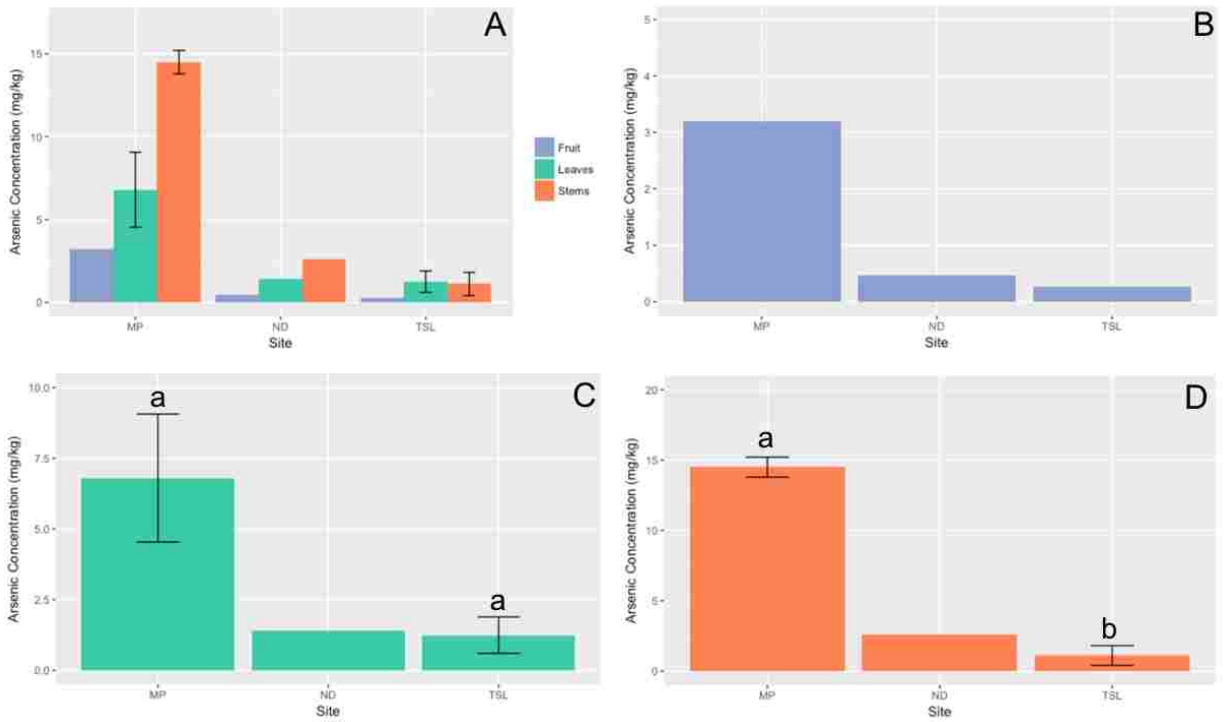 A
Arsenic Concentration (mg/kg)
15
10
5
0
MP ND TSL
Site
Fruit
Leaves
Stems
B
Arsenic Concentration (mg/kg)
5
4
3
2
1
0
MP ND TSL
Site
C
Arsenic Concentration (mg/kg)
10.0
7.5
5.0
2.5
0.0
a
a
MP ND TSL
Site
D
Arsenic Concentration (mg/kg)
20
15
10
5
0
a
b
MP ND TSL
Site